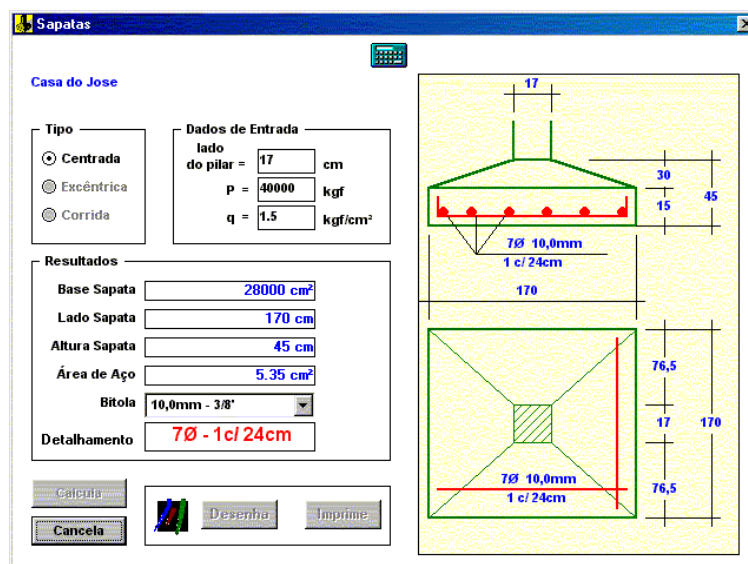 Sapatas
Casa do Jose
Tipo
Centrada
Excêntrica
Corrida
Dados de Entrada
lado
do pilar = 17 cm
P = 40000 kgf
q = 1.5 kgf/cm²
Resultados
Base Sapata 28000 cm²
Lado Sapata 170 cm
Altura Sapata 45 cm
Área de Aço 5.35 cm²
Bitola 10,0mm - 3/8'
Detalhamento 7Ø - 1c/ 24cm
Calcula
Cancela
Desenha
Imprime
17
30
15
45
7Ø 10,0mm
1 c/ 24cm
170
76,5
17
170
76,5
7Ø 10,0mm
1 c/ 24cm